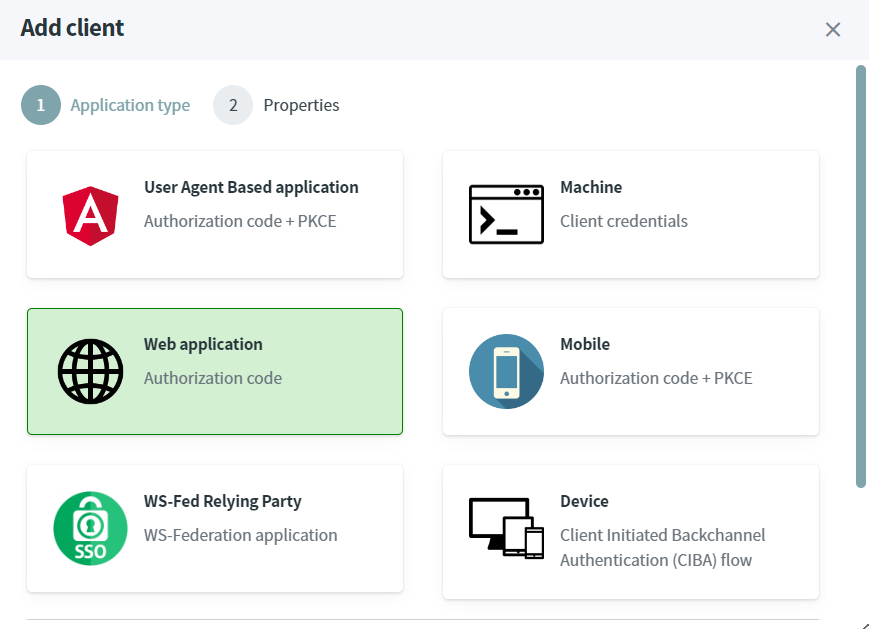 Add client
1 Application type 2 Properties
User Agent Based application
Authorization code + PKCE
Machine
Client credentials
Web application
Authorization code
Mobile
Authorization code + PKCE
SSO
WS-Fed Relying Party
WS-Federation application
Device
Client Initiated Backchannel
Authentication (CIBA) flow